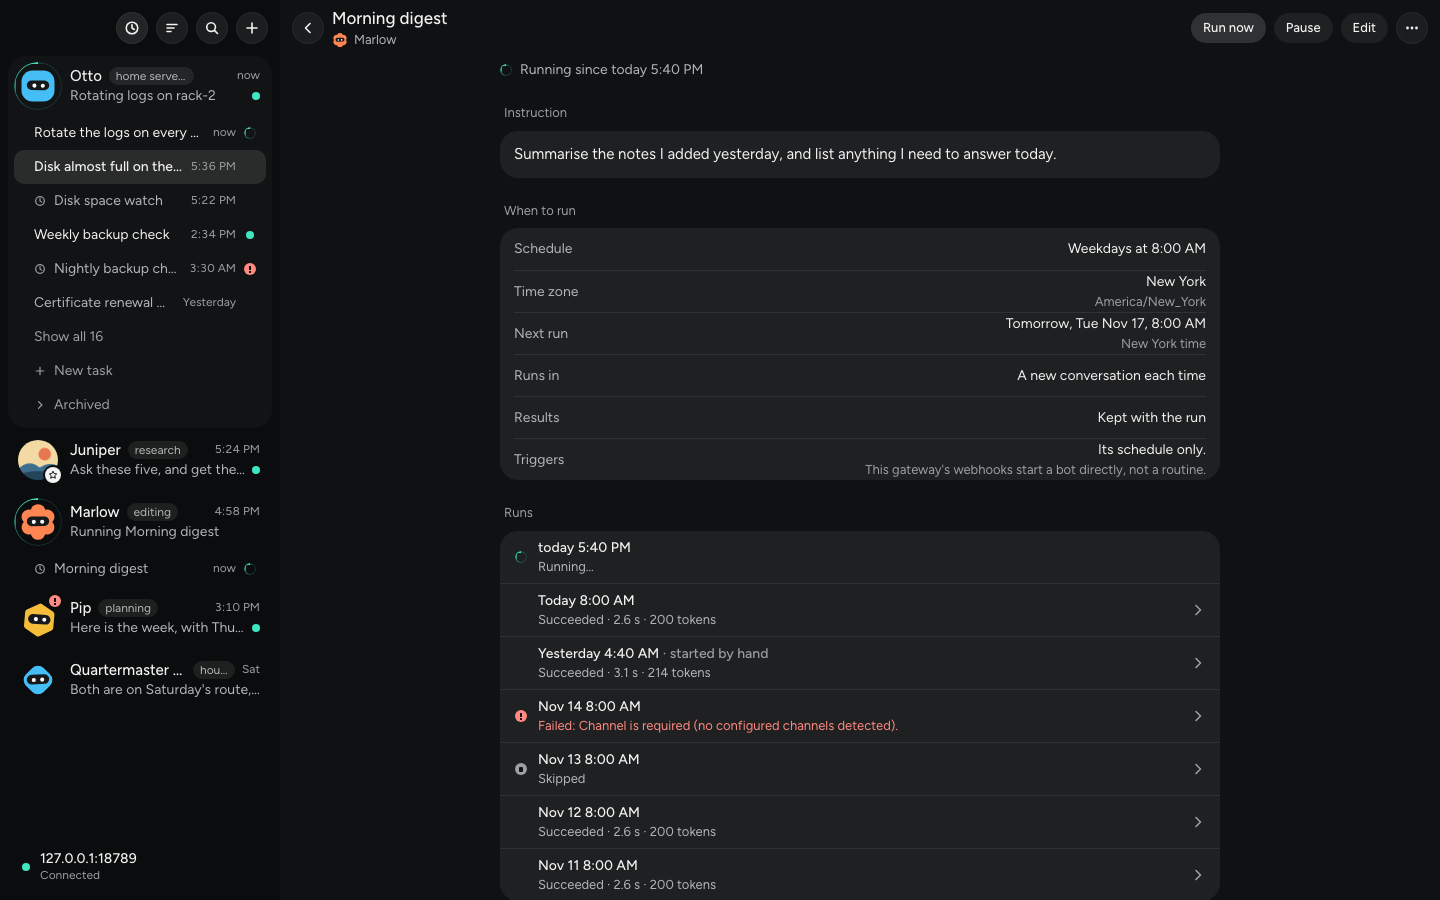 Otto
home serve...
now
Rotating logs on rack-2
Rotate the logs on every ...
now
Disk almost full on the...
5:36 PM
Disk space watch
5:22 PM
Weekly backup check
2:34 PM
Nightly backup ch...
3:30 AM
Certificate renewal ...
Yesterday
Show all 16
New task
Archived
Juniper
research
5:24 PM
Ask these five, and get the...
Marlow
editing
4:58 PM
Running Morning digest
Morning digest
now
Pip
planning
3:10 PM
Here is the week, with Thu...
Quartermaster ...
hou...
Sat
Both are on Saturday's route,...
127.0.0.1:18789
Connected
Morning digest
Marlow
Run now
Pause
Edit
Running since today 5:40 PM
Instruction
Summarise the notes I added yesterday, and list anything I need to answer today.
When to run
Schedule
Weekdays at 8:00 AM
Time zone
New York
America/New_York
Next run
Tomorrow, Tue Nov 17, 8:00 AM
New York time
Runs in
A new conversation each time
Results
Kept with the run
Triggers
Its schedule only.
This gateway's webhooks start a bot directly, not a routine.
Runs
today 5:40 PM
Running...
Today 8:00 AM
Succeeded · 2.6 s · 200 tokens
Yesterday 4:40 AM · started by hand
Succeeded · 3.1 s · 214 tokens
Nov 14 8:00 AM
Failed: Channel is required (no configured channels detected).
Nov 13 8:00 AM
Skipped
Nov 12 8:00 AM
Succeeded · 2.6 s · 200 tokens
Nov 11 8:00 AM
Succeeded · 2.6 s · 200 tokens